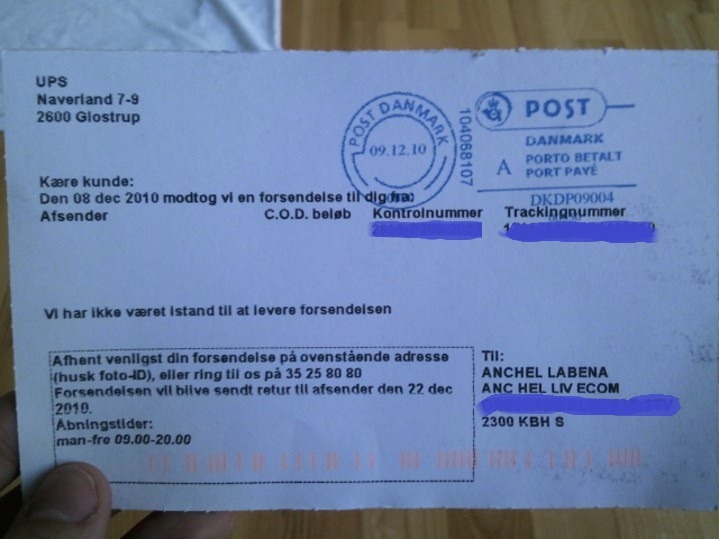 UPS
Naverland 7-9
2600 Glostrup
POST DANMARK
09.12.10
104068107
POST
DANMARK
A PORTO BETALT
PORT PAYÉ
DKDP09004
Kære kunde:
Den 08 dec 2010 modtog vi en forsendelse til dig fra:
Afsender C.O.D. beløb Kontrolnummer Trackingnummer
Vi har ikke været istand til at levere forsendelsen
Afhent venligst din forsendelse på ovenstående adresse
(husk foto-ID), eller ring til os på 35 25 80 80
Forsendelsen vil blive sendt retur til afsender den 22 dec
2010.
Åbningstider:
man-fre 09.00-20.00
Til:
ANCHEL LABENA
ANC HEL LIV ECOM
2300 KBH S